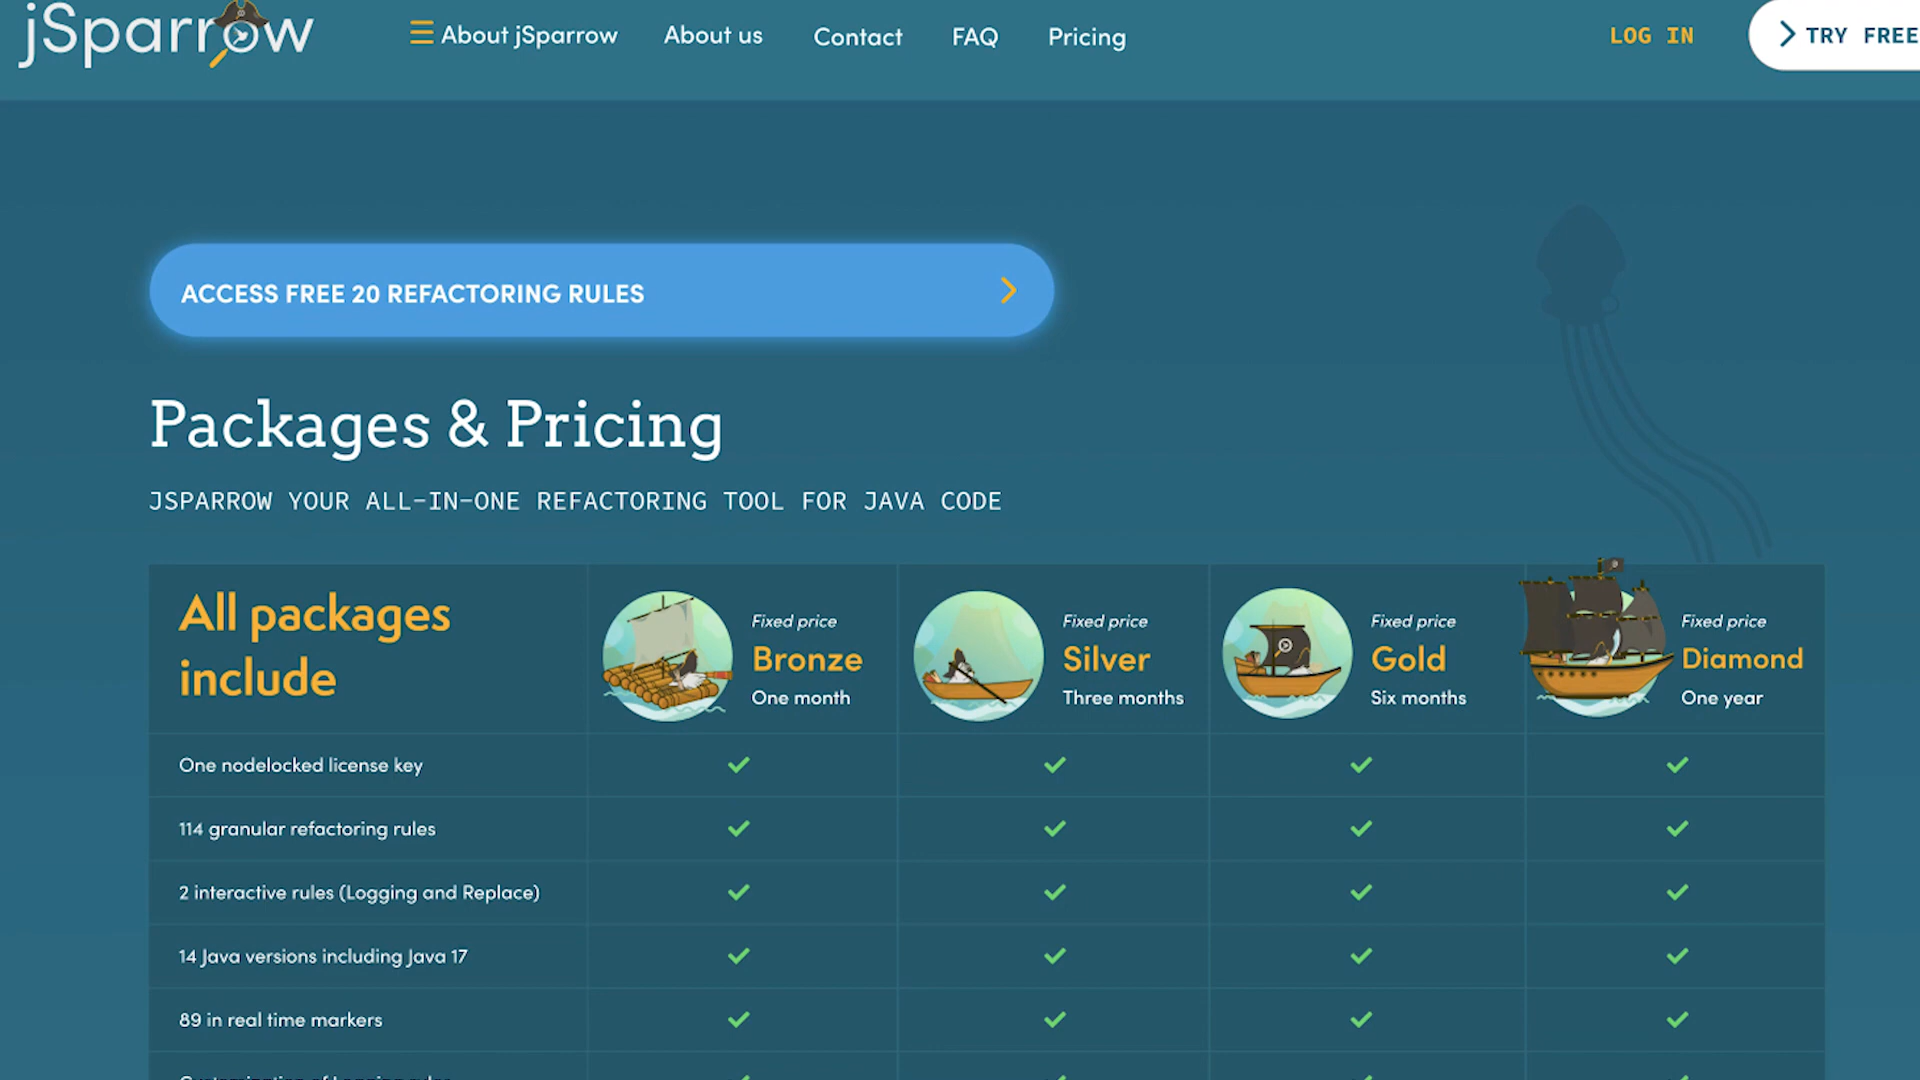 jSparrow
About jSparrow
About us
Contact
FAQ
Pricing
LOG IN
TRY FREE
ACCESS FREE 20 REFACTORING RULES
Packages & Pricing
JSPARROW YOUR ALL-IN-ONE REFACTORING TOOL FOR JAVA CODE
All packages
include
Fixed price
Bronze
One month
Fixed price
Silver
Three months
Fixed price
Gold
Six months
Fixed price
Diamond
One year
One nodelocked license key
114 granular refactoring rules
2 interactive rules (Logging and Replace)
14 Java versions including Java 17
89 in real time markers